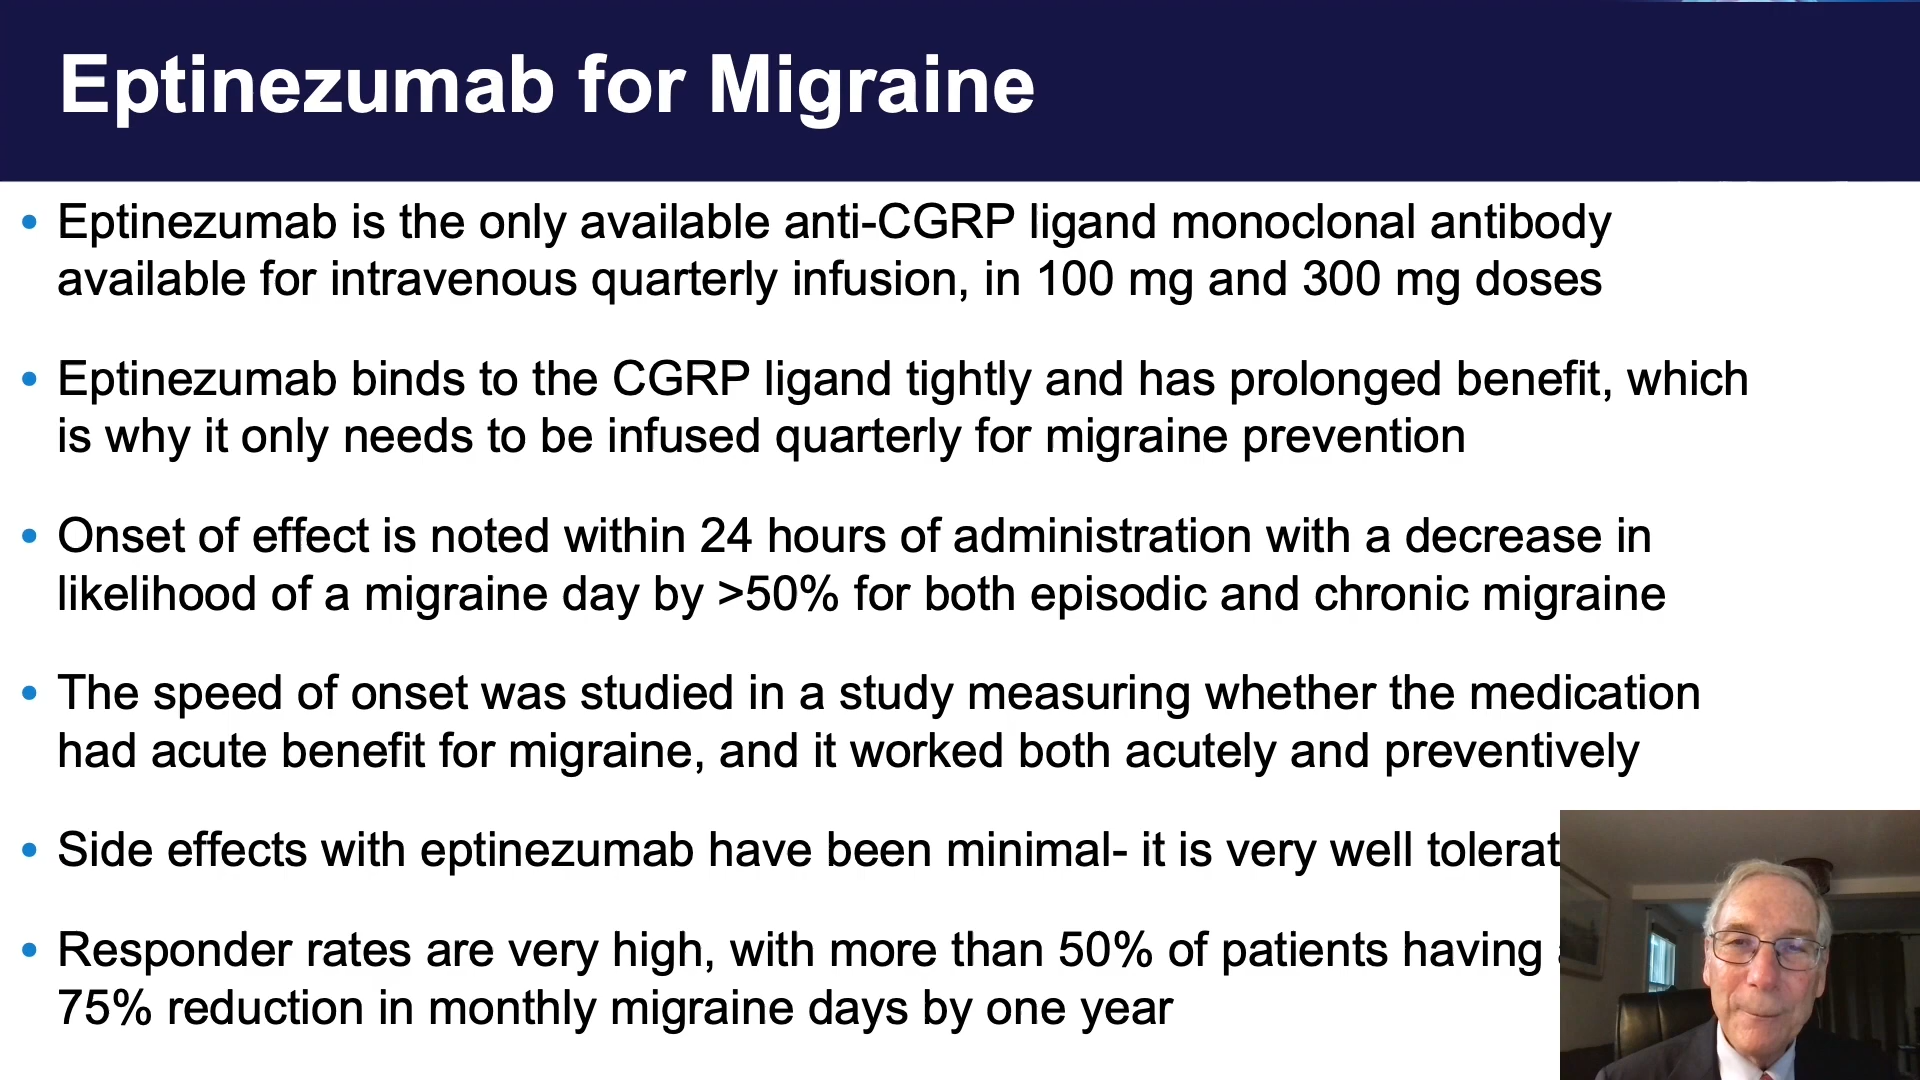 Eptinezumab for Migraine
• Eptinezumab is the only available anti-CGRP ligand monoclonal antibody
available for intravenous quarterly infusion, in 100 mg and 300 mg doses
• Eptinezumab binds to the CGRP ligand tightly and has prolonged benefit, which
is why it only needs to be infused quarterly for migraine prevention
• Onset of effect is noted within 24 hours of administration with a decrease in
likelihood of a migraine day by >50% for both episodic and chronic migraine
• The speed of onset was studied in a study measuring whether the medication
had acute benefit for migraine, and it worked both acutely and preventively
• Side effects with eptinezumab have been minimal- it is very well tolerat
• Responder rates are very high, with more than 50% of patients having
75% reduction in monthly migraine days by one year